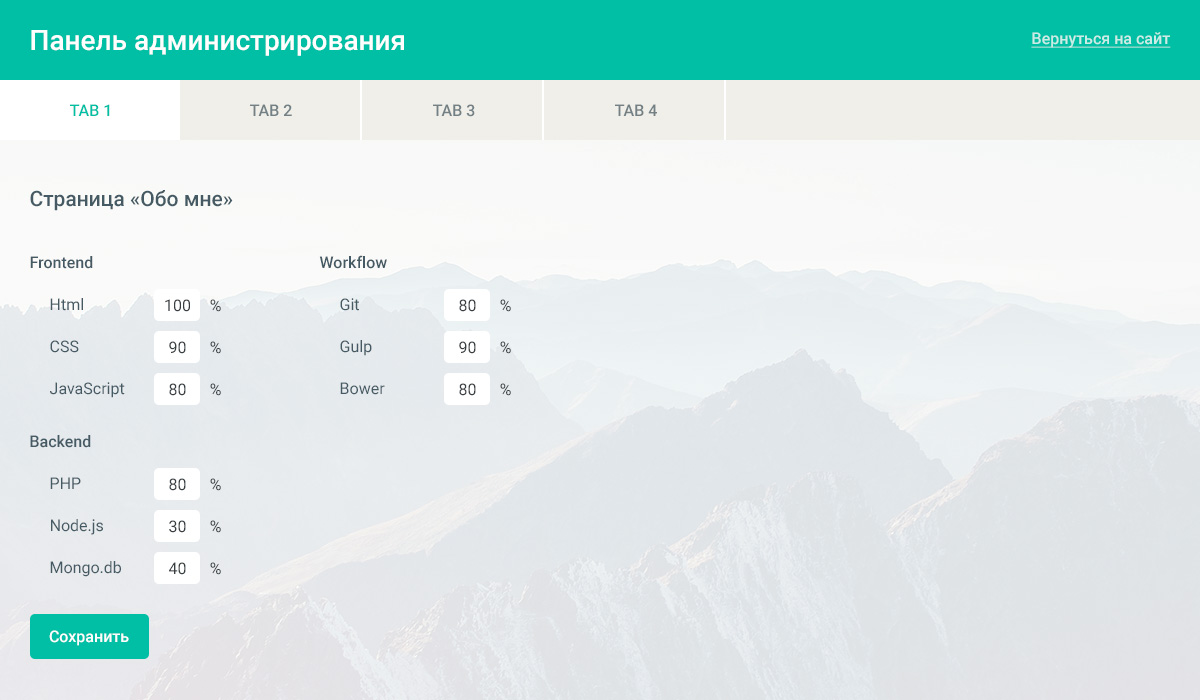 Панель администрирования
Вернуться на сайт
TAB 1 TAB 2 TAB 3 TAB 4
Страница «Обо мне»
Frontend
Html 100 %
CSS 90 %
JavaScript 80 %
Workflow
Git 80 %
Gulp 90 %
Bower 80 %
Backend
PHP 80 %
Node.js 30 %
Mongo.db 40 %
Сохранить